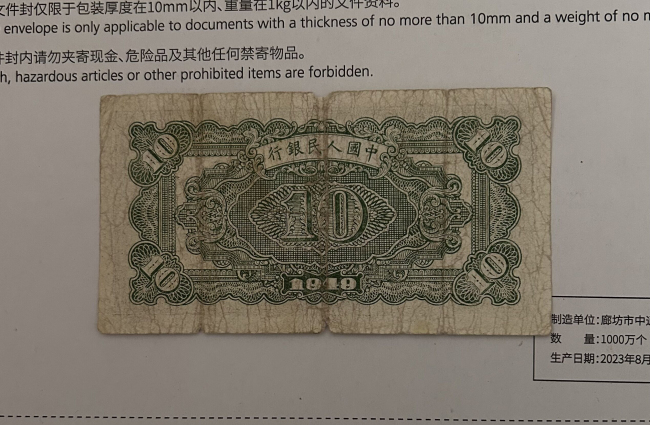 文件封仅限于包装厚度在10mm以内、重量在1kg以内的文件资料。
envelope is only applicable to documents with a thickness of no more than 10mm and a weight of no m
件封内请勿夹寄现金、危险品及其他任何禁寄物品。
h, hazardous articles or other prohibited items are forbidden.
10 10
行銀民人國中
10
10 10
1949
制造单位:廊坊市中
数 量:1000万个
生产日期:2023年8月